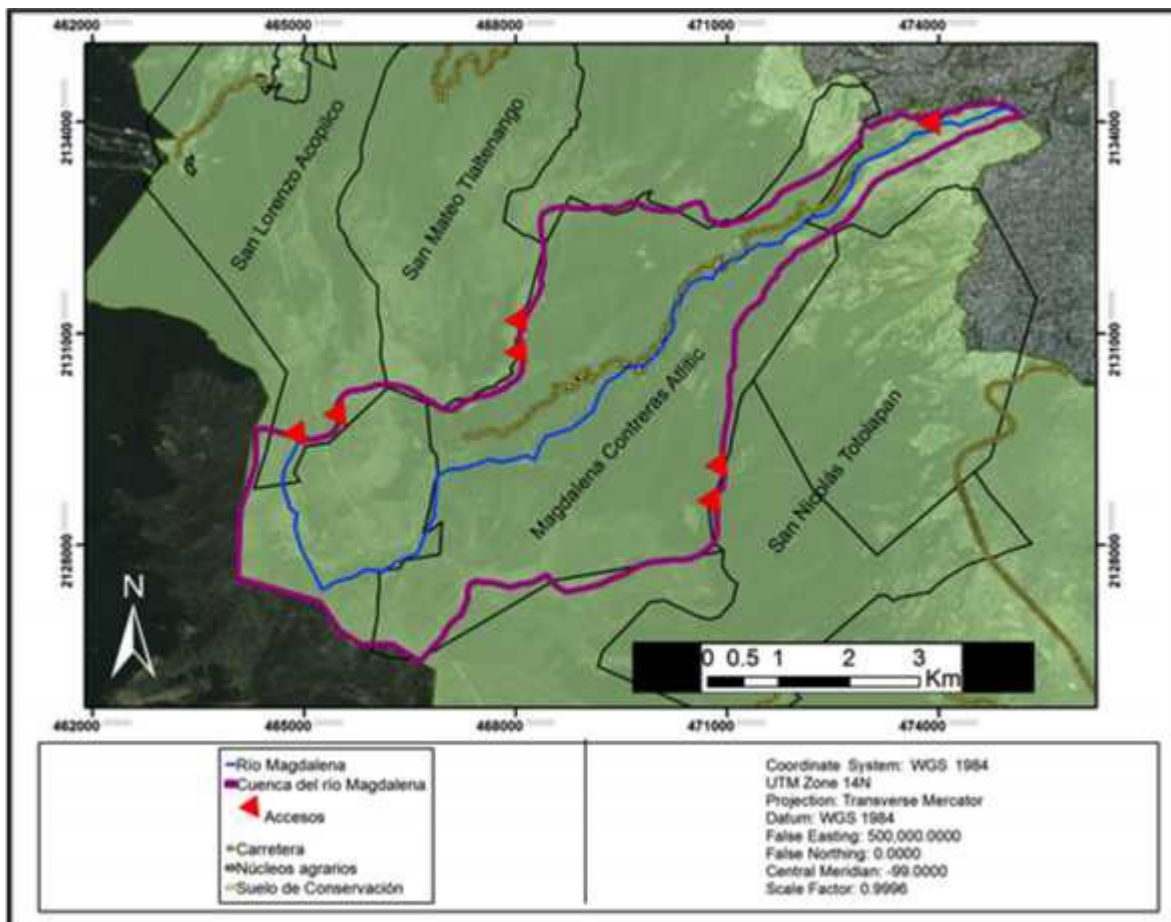 462000 465000 468000 471000 474000
2134000 2134000
San Lorenzo Acopilco
San Mateo Tlaltenango
2131000 2131000
Magdalena Contreras Atlitic
San Nicolás Totolapan
2128000 2128000
N
0 0.5 1 2 3
Km
462000 465000 468000 471000 474000
Río Magdalena
Cuenca del río Magdalena
Accesos
Carretera
Núcleos agrarios
Suelo de Conservación
Coordinate System: WGS 1984
UTM Zone 14N
Projection: Transverse Mercator
Datum: WGS 1984
False Easting: 500,000.0000
False Northing: 0.0000
Central Meridian: -99.0000
Scale Factor: 0.9996